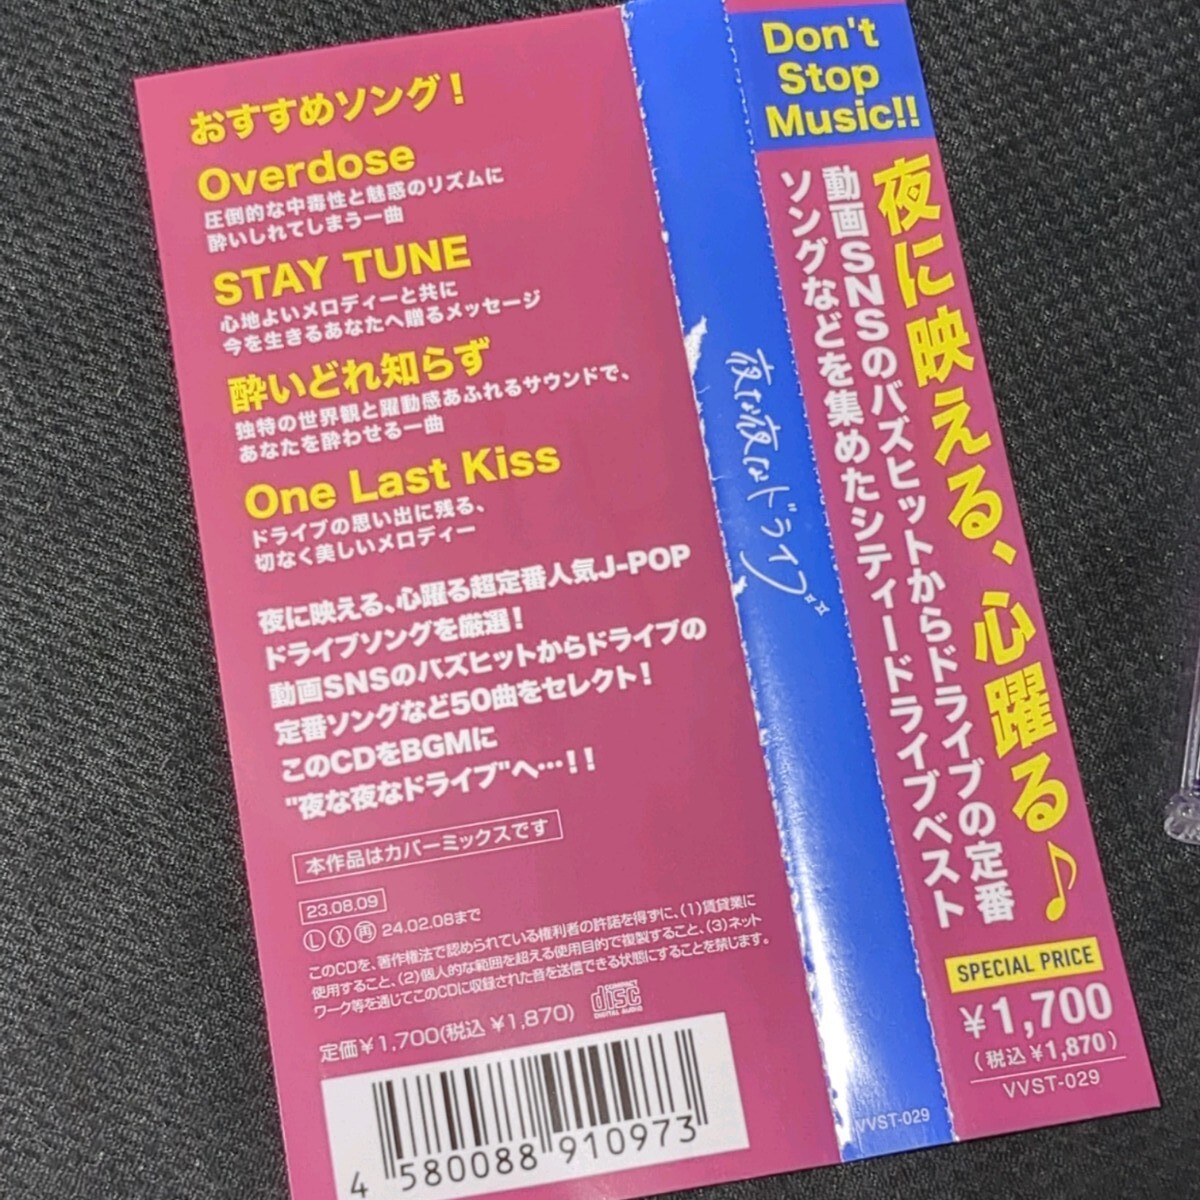 おすすめソング!
Overdose
圧倒的な中毒性と魅惑のリズムに
酔いしれてしまう一曲
STAY TUNE
心地よいメロディーと共に
今を生きるあなたへ贈るメッセージ
酔いどれ知らず
独特の世界観と躍動感あふれるサウンドで、
あなたを酔わせる一曲
One Last Kiss
ドライブの思い出に残る、
切なく美しいメロディー
夜に映える、心躍る超定番人気J-POP
ドライブソングを厳選!
動画SNSのバズヒットからドライブの
定番ソングなど50曲をセレクト!
このCDをBGMに
"夜な夜なドライブ"へ…!!
本作品はカバーミックスです
23.08.09
Ⓛ Ⓧ ㊢ 24.02.08まで
このCDを、著作権法で認められている権利者の許諾を得ずに、(1)賃貸業に
使用すること、(2)個人的な範囲を超える使用目的で複製すること、(3)ネット
ワーク等を通じてこのCDに収録された音を送信できる状態にすることを禁じます。
定価¥1,700(税込¥1,870)
COMPACT
disc
DIGITAL AUDIO
4 580088 910973
夜な夜なドライブ
VVST-029
Don't
Stop
Music!!
夜に映える、心躍る♪
動画SNSのバズヒットからドライブの定番
ソングなどを集めたシティードライブベスト
SPECIAL PRICE
¥1,700
(税込¥1,870)
VVST-029